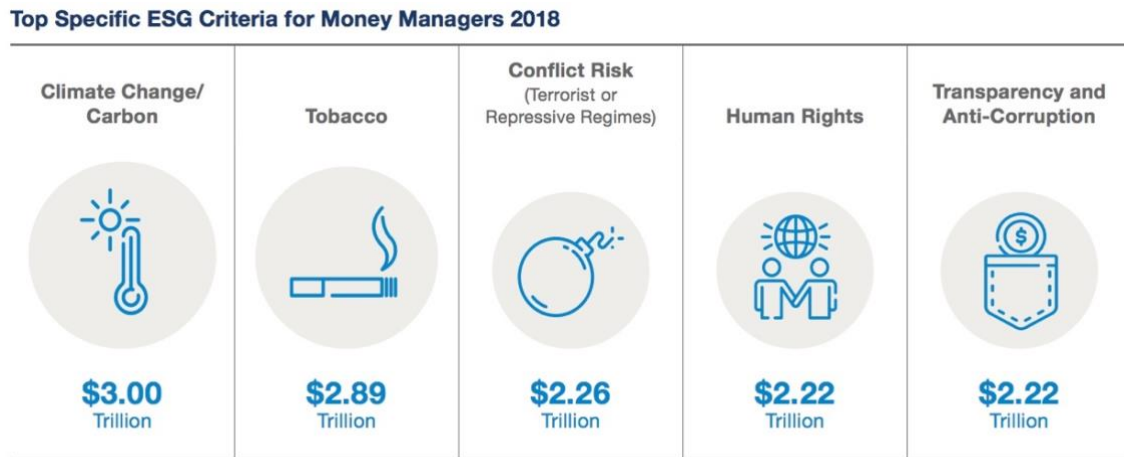 Top Specific ESG Criteria for Money Managers 2018
Climate Change/
Carbon
$3.00
Trillion
Tobacco
$2.89
Trillion
Conflict Risk
(Terrorist or
Repressive Regimes)
$2.26
Trillion
Human Rights
$2.22
Trillion
Transparency and
Anti-Corruption
$
$2.22
Trillion